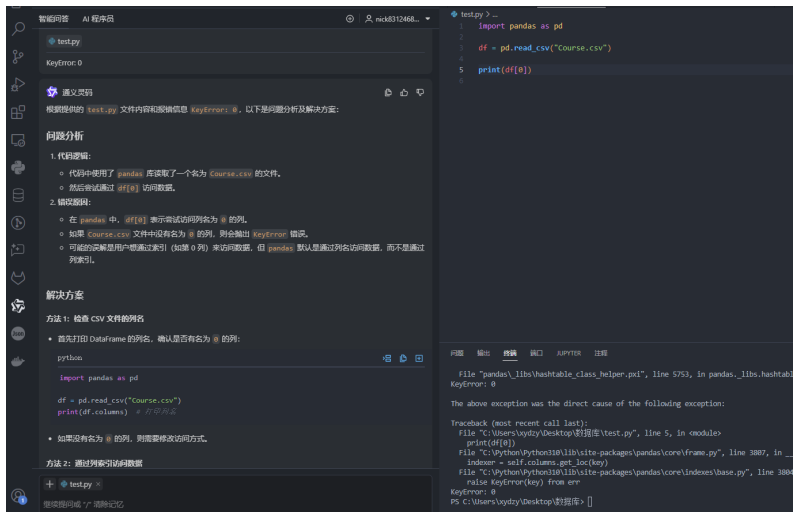 智能问答 AI 程序员
nick8312468...
test.py
KeyError: 0
通义灵码
根据提供的 test.py 文件内容和报错信息 KeyError: 0 ，以下是问题分析及解决方案：
问题分析
1. 代码逻辑：
代码中使用了 pandas 库读取了一个名为 Course.csv 的文件。
然后尝试通过 df[0] 访问数据。
2. 错误原因：
在 pandas 中，df[0] 表示尝试访问列名为 0 的列。
如果 Course.csv 文件中没有名为 0 的列，则会抛出 KeyError 错误。
可能的误解是用户想通过索引（如第 0 列）来访问数据，但 pandas 默认是通过列名访问数据，而不是通过
列索引。
解决方案
方法 1：检查 CSV 文件的列名
首先打印 DataFrame 的列名，确认是否有名为 0 的列：
python
import pandas as pd
df = pd.read_csv("Course.csv")
print(df.columns) # 打印列名
如果没有名为 0 的列，则需要修改访问方式。
方法 2：通过列索引访问数据
test.py
继续提问或 "/" 清除记忆
test.py > ...
1 import pandas as pd
2
3 df = pd.read_csv("Course.csv")
4
5 print(df[0])
6
问题 输出 终端 端口 JUPYTER 注释
File "pandas\_libs\hashtable_class_helper.pxi", line 5753, in pandas._libs.hashtabl
KeyError: 0
The above exception was the direct cause of the following exception:
Traceback (most recent call last):
File "C:\Users\xydzy\Desktop\数据库\test.py", line 5, in <module>
print(df[0])
File "C:\Python\Python310\lib\site-packages\pandas\core\frame.py", line 3807, in __
indexer = self.columns.get_loc(key)
File "C:\Python\Python310\lib\site-packages\pandas\core\indexes\base.py", line 3804
raise KeyError(key) from err
KeyError: 0
PS C:\Users\xydzy\Desktop\数据库>